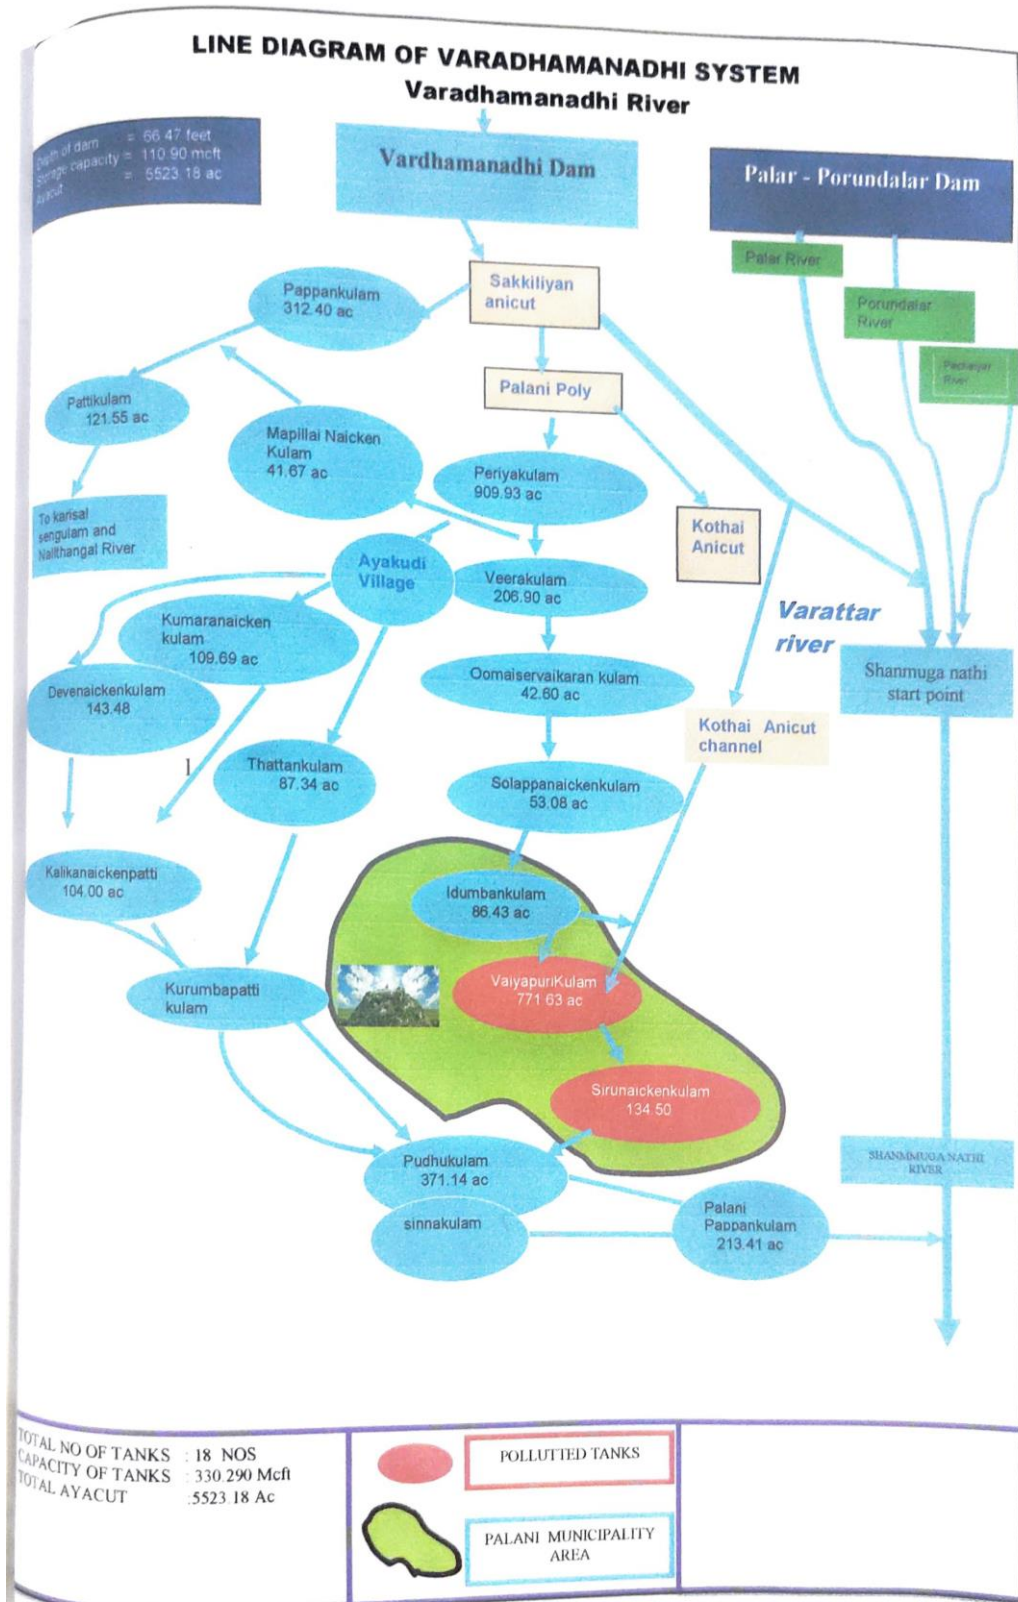 LINE DIAGRAM OF VARADHAMANADHI SYSTEM
Varadhamanadhi River
Depth of dam = 66.47 feet
Storage capacity = 110.90 mcft
Ayacut = 5523.18 ac
Vardhamanadhi Dam
Palar - Porundalar Dam
Palar River
Porundalar
River
River
Sakkiliyan
anicut
Pappankulam
312.40 ac
Palani Poly
Pattikulam
121.55 ac
Mapillai Naicken
Kulam
41.67 ac
Periyakulam
909.93 ac
To karisal
sengulam and
Nallthangal River
Kothai
Anicut
Ayakudi
Village
Veerakulam
206.90 ac
Varattar
river
Kumaranaicken
kulam
109.69 ac
Oomaiservaikaran kulam
42.60 ac
Shanmuga nathi
start point
Devenaickenkulam
143.48
Kothai Anicut
channel
I
Thattankulam
87.34 ac
Solappanaickenkulam
53.08 ac
Kalikanaickenpatti
104.00 ac
Idumbankulam
86.43 ac
Kurumbapatti
kulam
VaiyapuriKulam
771 63 ac
Sirunaickenkulam
134.50
Pudhukulam
371.14 ac
SHANMMUGA NATHI
RIVER
sinnakulam
Palani
Pappankulam
213.41 ac
TOTAL NO OF TANKS : 18 NOS
CAPACITY OF TANKS : 330.290 Mcft
TOTAL AYACUT :5523.18 Ac
POLLUTTED TANKS
PALANI MUNICIPALITY
AREA